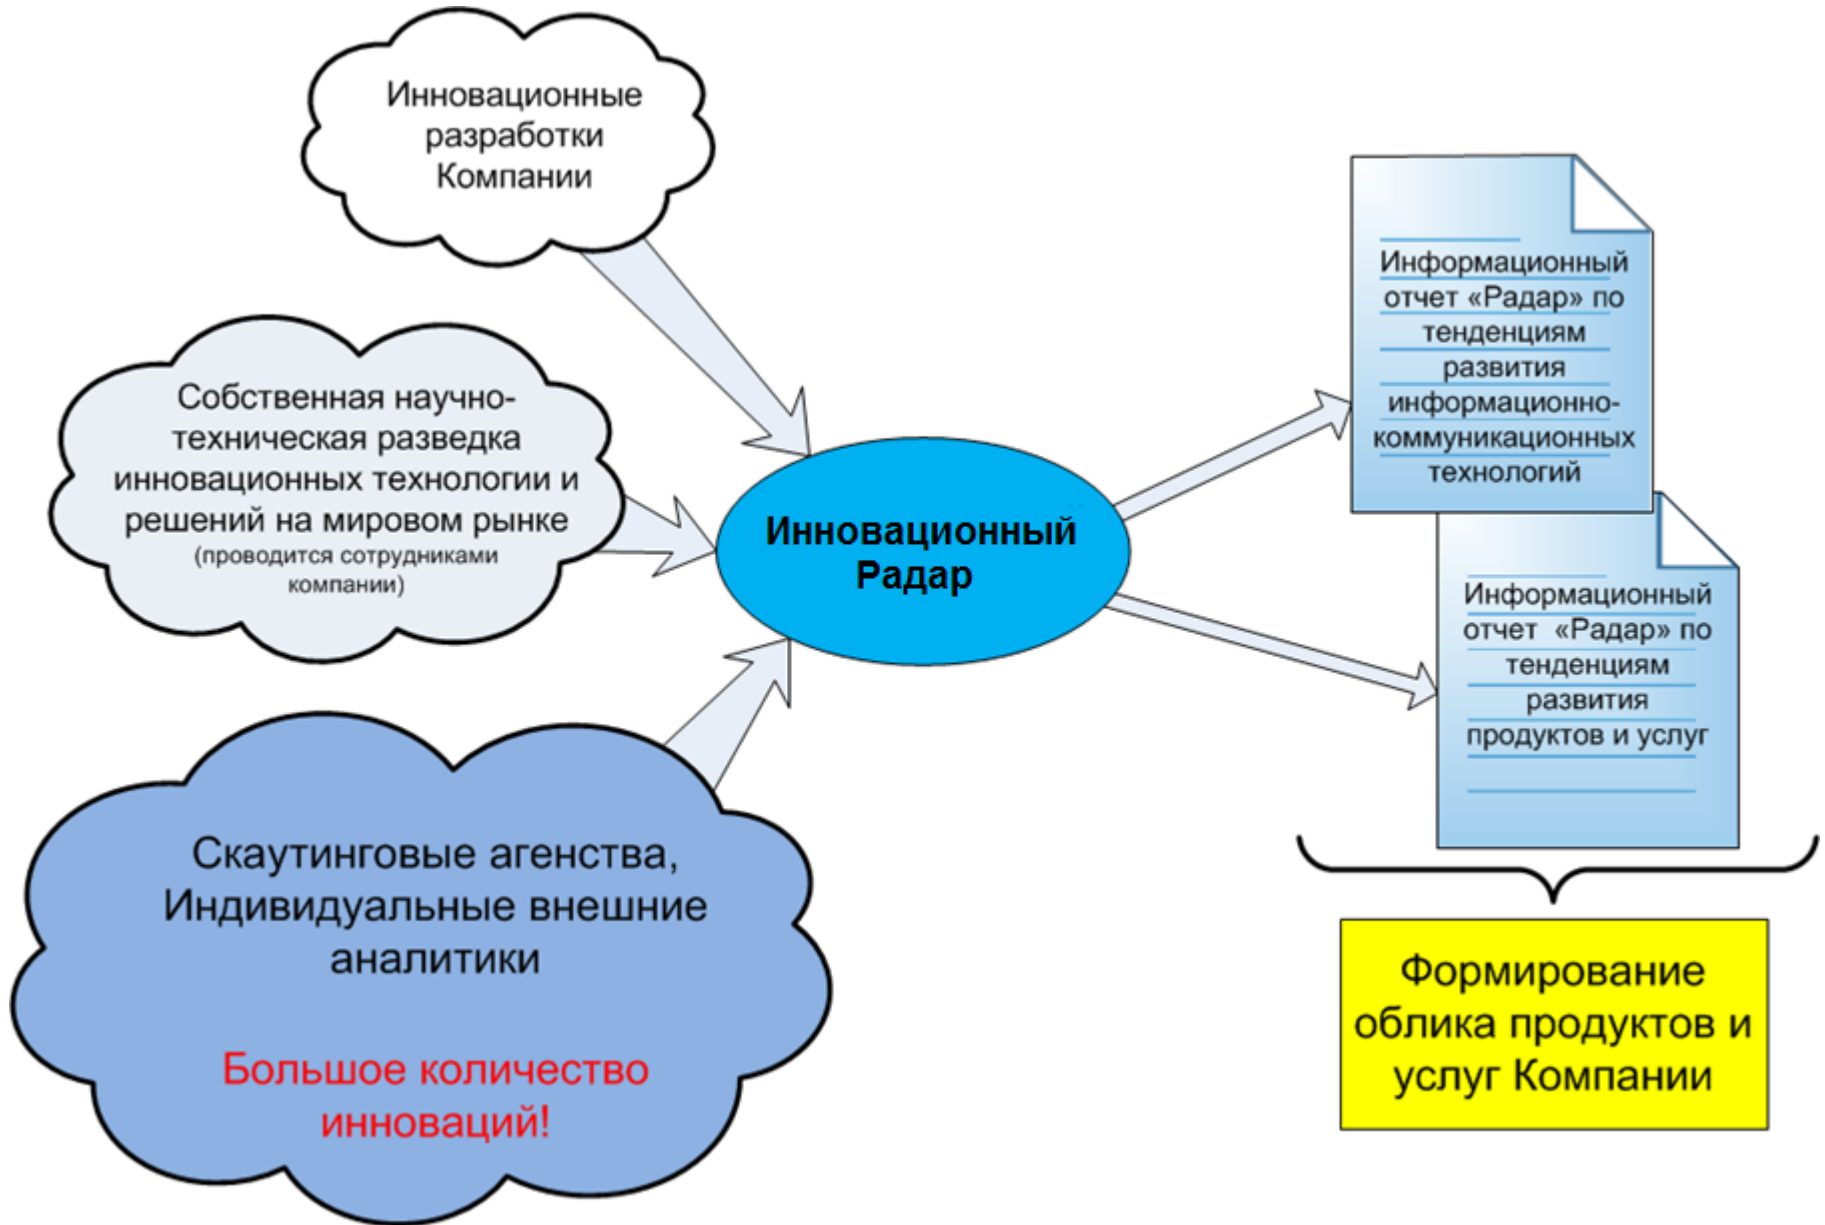 Инновационные
разработки
Компании
Собственная научно-
техническая разведка
инновационных технологии и
решений на мировом рынке
(проводится сотрудниками
компании)
Скаутинговые агенства,
Индивидуальные внешние
аналитики
Большое количество
инноваций!
Инновационный
Радар
Информационный
отчет «Радар» по
тенденциям
развития
информационно-
коммуникационных
технологий
Информационный
отчет «Радар» по
тенденциям
развития
продуктов и услуг
Формирование
облика продуктов и
услуг Компании